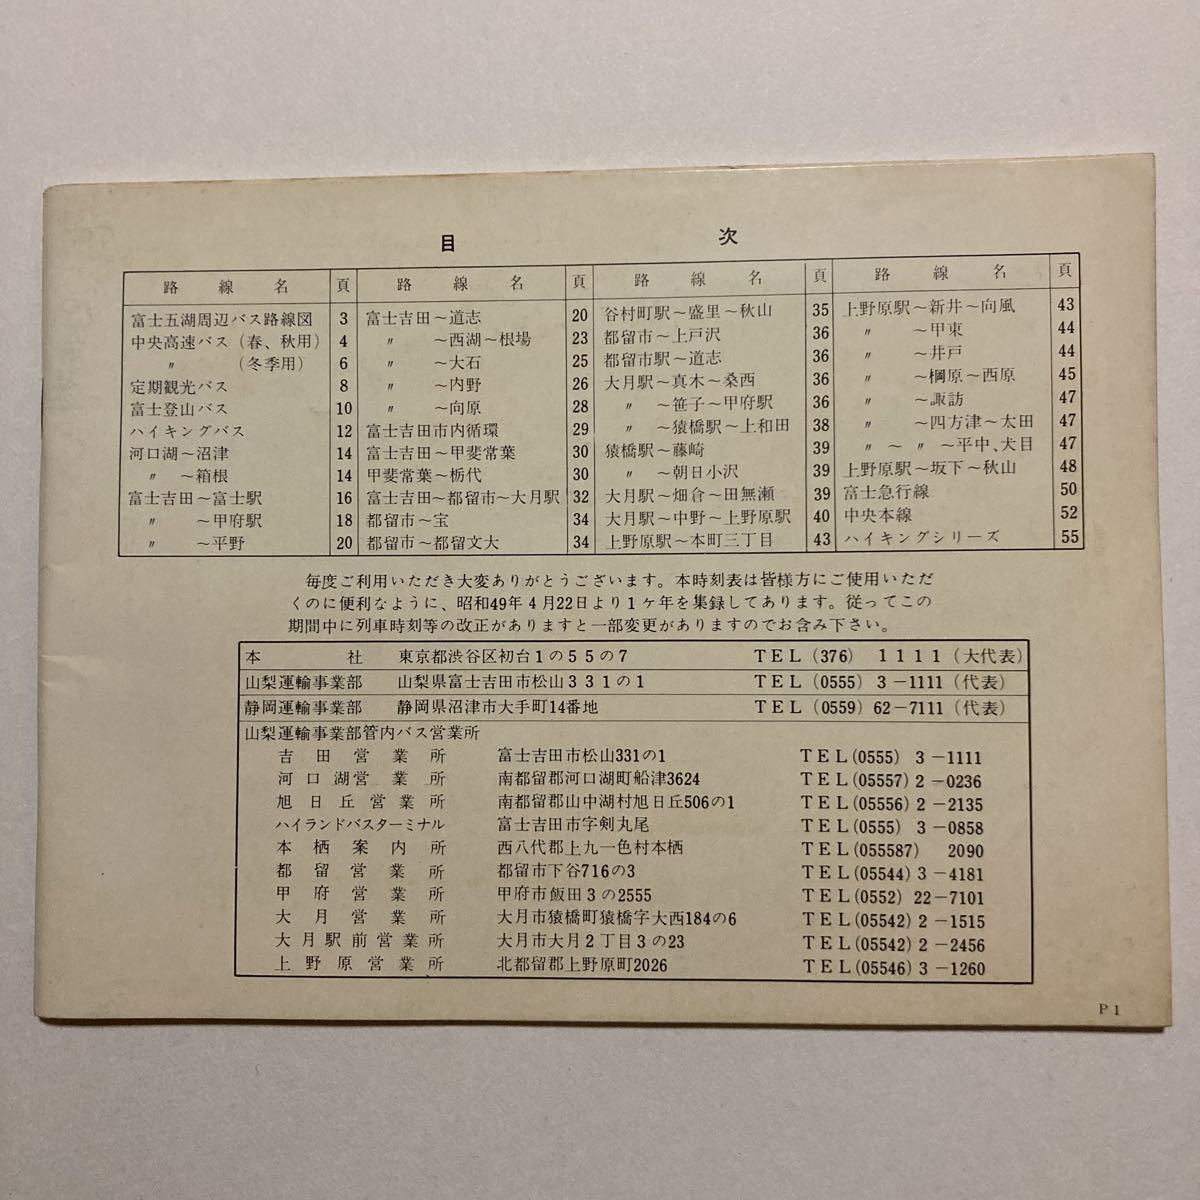 目　次
路線名　頁
富士五湖周辺バス路線図　3
中央高速バス（春、秋用）　4
〃　（冬季用）　6
定期観光バス　8
富士登山バス　10
ハイキングバス　12
河口湖～沼津　14
〃　～箱根　14
富士吉田～富士駅　16
〃　～甲府駅　18
〃　～平野　20
路線名　頁
富士吉田～道志　20
〃　～西湖～根場　23
〃　～大石　25
〃　～内野　26
〃　～向原　28
富士吉田市内循環　29
富士吉田～甲斐常葉　30
甲斐常葉～栃代　30
富士吉田～都留市～大月駅　32
都留市～宝　34
都留市～都留文大　34
路線名　頁
谷村町駅～盛里～秋山　35
都留市～上戸沢　36
都留市駅～道志　36
大月駅～真木～桑西　36
〃　～笹子～甲府駅　36
〃　～猿橋駅～上和田　38
猿橋駅～藤崎　39
〃　～朝日小沢　39
大月駅～畑倉～田無瀬　39
大月駅～中野～上野原駅　40
上野原駅～本町三丁目　43
路線名　頁
上野原駅～新井～向風　43
〃　～甲東　44
〃　～井戸　44
〃　～棡原～西原　45
〃　～諏訪　47
〃　～四方津～太田　47
〃　～　〃　～平中、犬目　47
上野原駅～坂下～秋山　48
富士急行線　50
中央本線　52
ハイキングシリーズ　55
毎度ご利用いただき大変ありがとうございます。本時刻表は皆様方にご使用いただ
くのに便利なように、昭和49年4月22日より1ヶ年を集録してあります。従ってこの
期間中に列車時刻等の改正がありますと一部変更がありますのでお含み下さい。
本社　東京都渋谷区初台1の55の7　TEL(376) 1111（大代表）
山梨運輸事業部　山梨県富士吉田市松山331の1　TEL(0555) 3-1111（代表）
静岡運輸事業部　静岡県沼津市大手町14番地　TEL(0559) 62-7111（代表）
山梨運輸事業部管内バス営業所
吉田営業所　富士吉田市松山331の1　TEL(0555) 3-1111
河口湖営業所　南都留郡河口湖町船津3624　TEL(05557) 2-0236
旭日丘営業所　南都留郡山中湖村旭日丘506の1　TEL(05556) 2-2135
ハイランドバスターミナル　富士吉田市字剣丸尾　TEL(0555) 3-0858
本栖案内所　西八代郡上九一色村本栖　TEL(055587) 2090
都留営業所　都留市下谷716の3　TEL(05544) 3-4181
甲府営業所　甲府市飯田3の2555　TEL(0552) 22-7101
大月営業所　大月市猿橋町猿橋字大西184の6　TEL(05542) 2-1515
大月駅前営業所　大月市大月2丁目3の23　TEL(05542) 2-2456
上野原営業所　北都留郡上野原町2026　TEL(05546) 3-1260
P1